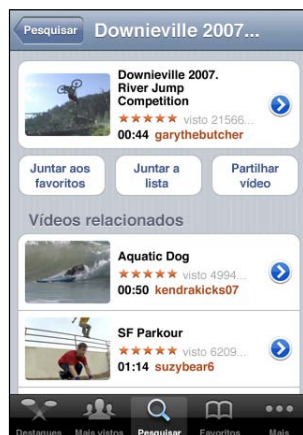 Pesquisar Downieville 2007...
Downieville 2007.
River Jump
Competition
visto 21566...
00:44 garythebutcher
Juntar aos
favoritos
Juntar a
lista
Partilhar
vídeo
Vídeos relacionados
Aquatic Dog
visto 4994...
00:50 kendrakicks07
SF Parkour
visto 6209...
01:14 suzybear6
Destaques Mais vistos Pesquisar Favoritos Mais